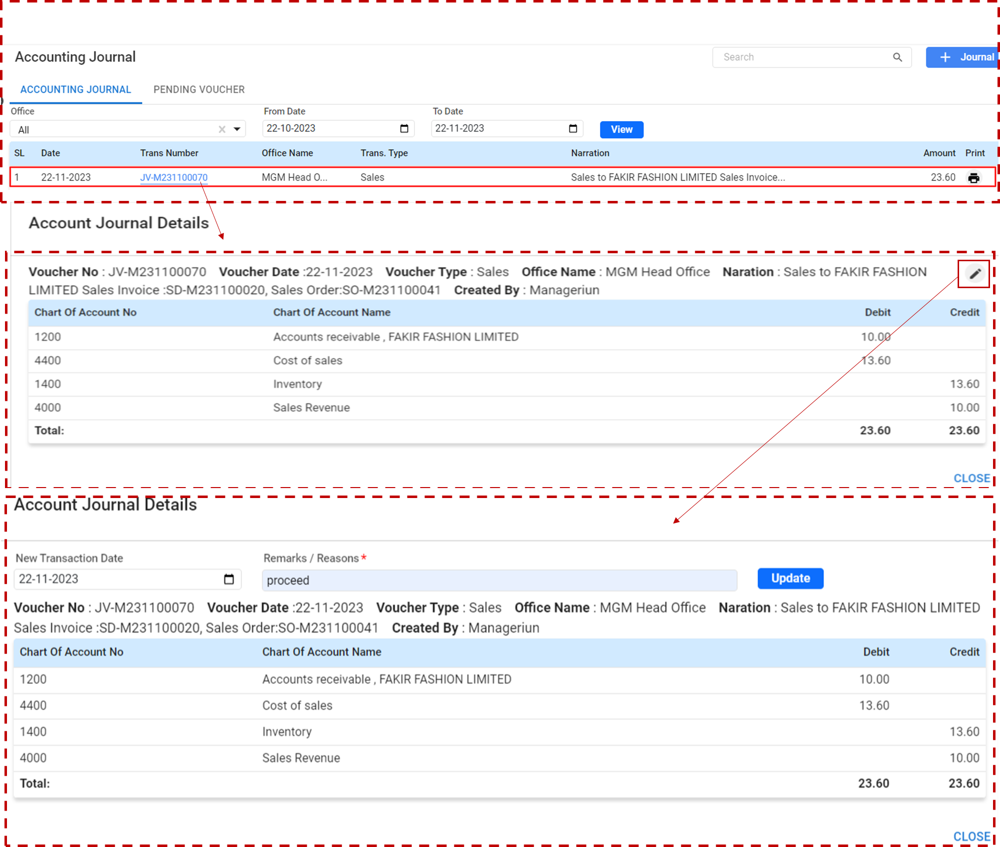 Accounting Journal
Search
+ Journal
ACCOUNTING JOURNAL PENDING VOUCHER
Office From Date To Date
All 22-10-2023 22-11-2023 View
SL Date Trans Number Office Name Trans. Type Narration Amount Print
1 22-11-2023 JV-M231100070 MGM Head O... Sales Sales to FAKIR FASHION LIMITED Sales Invoice... 23.60
Account Journal Details
Voucher No : JV-M231100070 Voucher Date :22-11-2023 Voucher Type : Sales Office Name : MGM Head Office Naration : Sales to FAKIR FASHION
LIMITED Sales Invoice :SD-M231100020, Sales Order:SO-M231100041 Created By : Manageriun
Chart Of Account No Chart Of Account Name Debit Credit
1200 Accounts receivable , FAKIR FASHION LIMITED 10.00
4400 Cost of sales 13.60
1400 Inventory 13.60
4000 Sales Revenue 10.00
Total: 23.60 23.60
CLOSE
Account Journal Details
New Transaction Date Remarks / Reasons *
22-11-2023 proceed Update
Voucher No : JV-M231100070 Voucher Date :22-11-2023 Voucher Type : Sales Office Name : MGM Head Office Naration : Sales to FAKIR FASHION LIMITED
Sales Invoice :SD-M231100020, Sales Order:SO-M231100041 Created By : Manageriun
Chart Of Account No Chart Of Account Name Debit Credit
1200 Accounts receivable , FAKIR FASHION LIMITED 10.00
4400 Cost of sales 13.60
1400 Inventory 13.60
4000 Sales Revenue 10.00
Total: 23.60 23.60
CLOSE